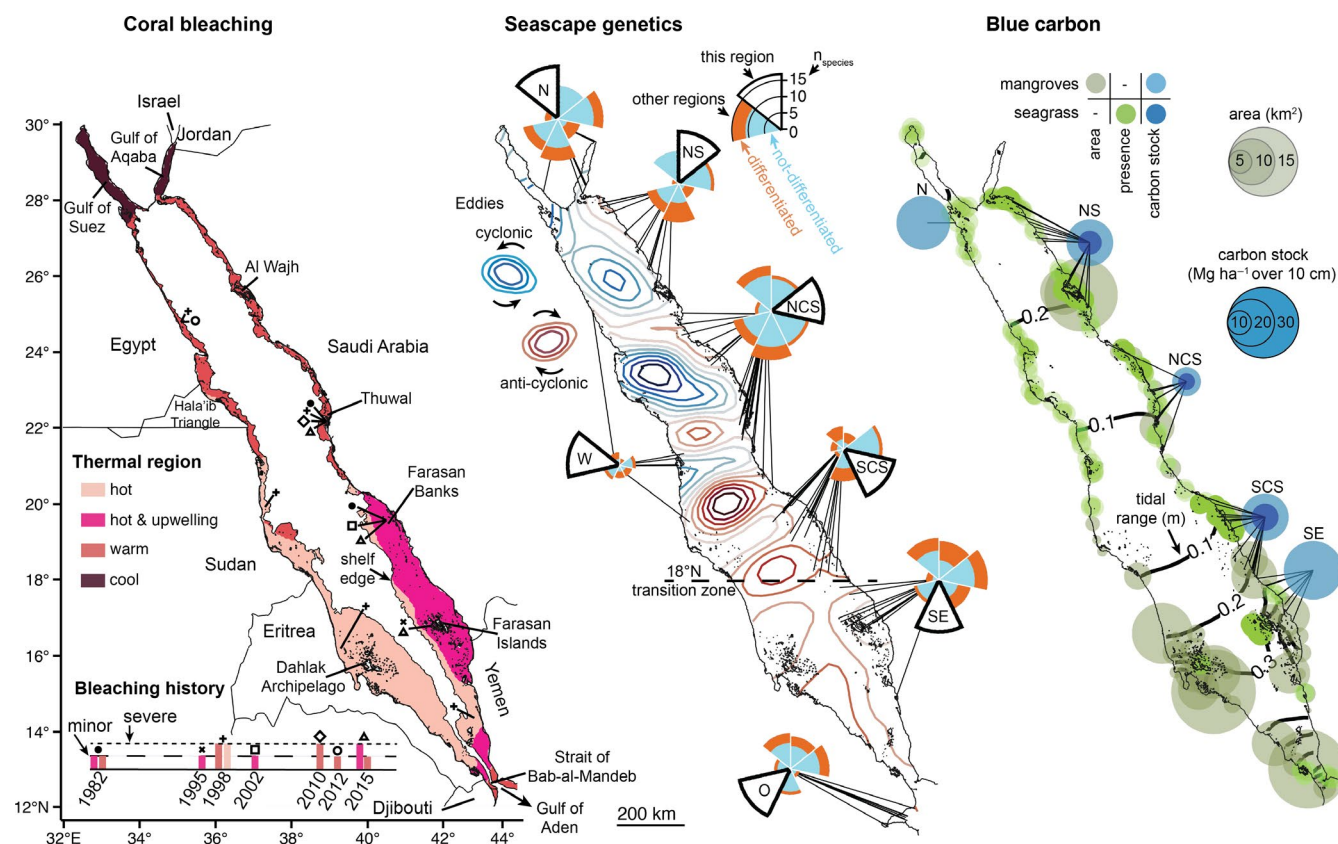 Coral bleaching
Israel
Jordan
Gulf of
Aqaba
Gulf of
Suez
Al Wajh
Egypt
Saudi Arabia
Hala'ib
Triangle
Thuwal
Thermal region
hot
hot & upwelling
warm
cool
Farasan
Banks
shelf
edge
Sudan
Eritrea
Farasan
Islands
Dahlak
Archipelago
Yemen
Bleaching history
minor
severe
1982
1995
1998
2002
2010
2012
2015
Strait of
Bab-al-Mandeb
Djibouti
Gulf of
Aden
30°
28°
26°
24°
22°
20°
18°
16°
14°
12°N
32°E
34°
36°
38°
40°
42°
44°
Seascape genetics
this region
n species
15
10
5
0
other regions
differentiated
not-differentiated
N
NS
Eddies
cyclonic
anti-cyclonic
NCS
W
SCS
18°N
transition zone
SE
O
200 km
Blue carbon
mangroves
-
seagrass
-
area
presence
carbon stock
area (km²)
5 10 15
carbon stock
(Mg ha⁻¹ over 10 cm)
10 20 30
N
NS
0.2
NCS
0.1
SCS
tidal
range (m)
SE
0.1
0.2
0.3